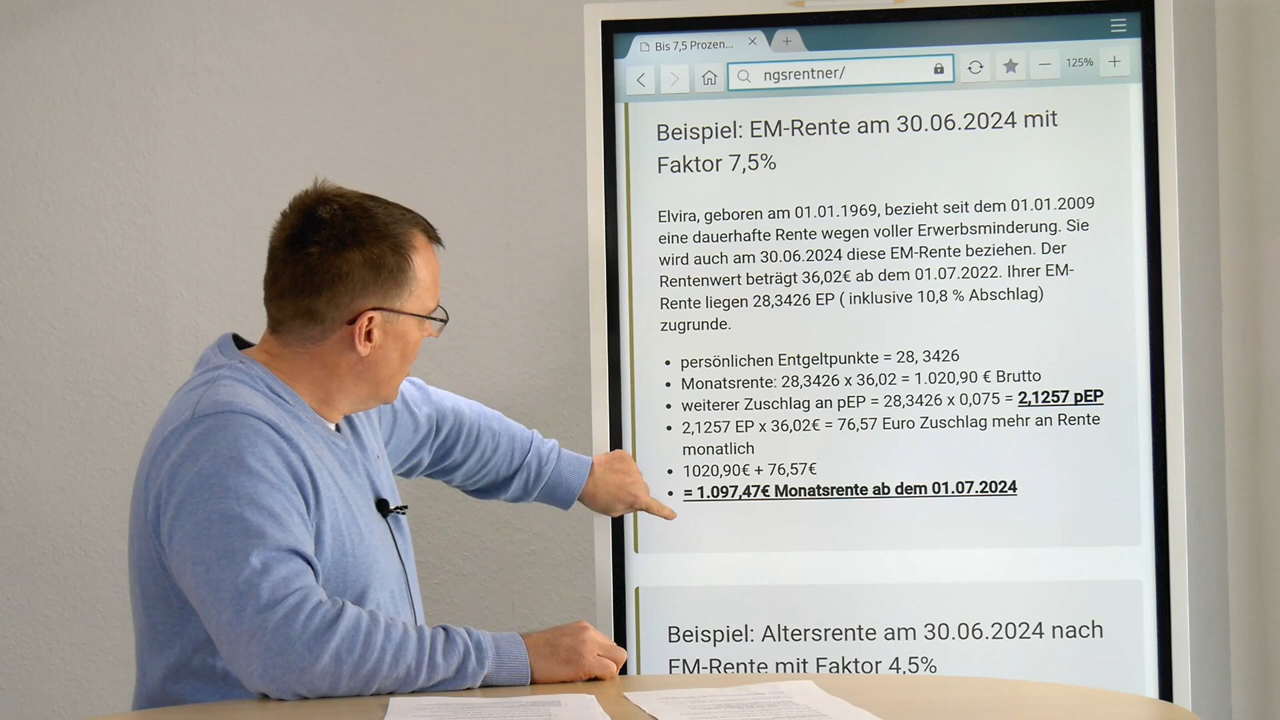 Bis 7,5 Prozen...
ngsrentner/
125%
Beispiel: EM-Rente am 30.06.2024 mit
Faktor 7,5%
Elvira, geboren am 01.01.1969, bezieht seit dem 01.01.2009
eine dauerhafte Rente wegen voller Erwerbsminderung. Sie
wird auch am 30.06.2024 diese EM-Rente beziehen. Der
Rentenwert beträgt 36,02€ ab dem 01.07.2022. Ihrer EM-
Rente liegen 28,3426 EP ( inklusive 10,8 % Abschlag)
zugrunde.
• persönlichen Entgeltpunkte = 28, 3426
• Monatsrente: 28,3426 x 36,02 = 1.020,90 € Brutto
• weiterer Zuschlag an pEP = 28,3426 x 0,075 = 2,1257 pEP
• 2,1257 EP x 36,02€ = 76,57 Euro Zuschlag mehr an Rente
monatlich
• 1020,90€ + 76,57€
• = 1.097,47€ Monatsrente ab dem 01.07.2024
Beispiel: Altersrente am 30.06.2024 nach
EM-Rente mit Faktor 4,5%